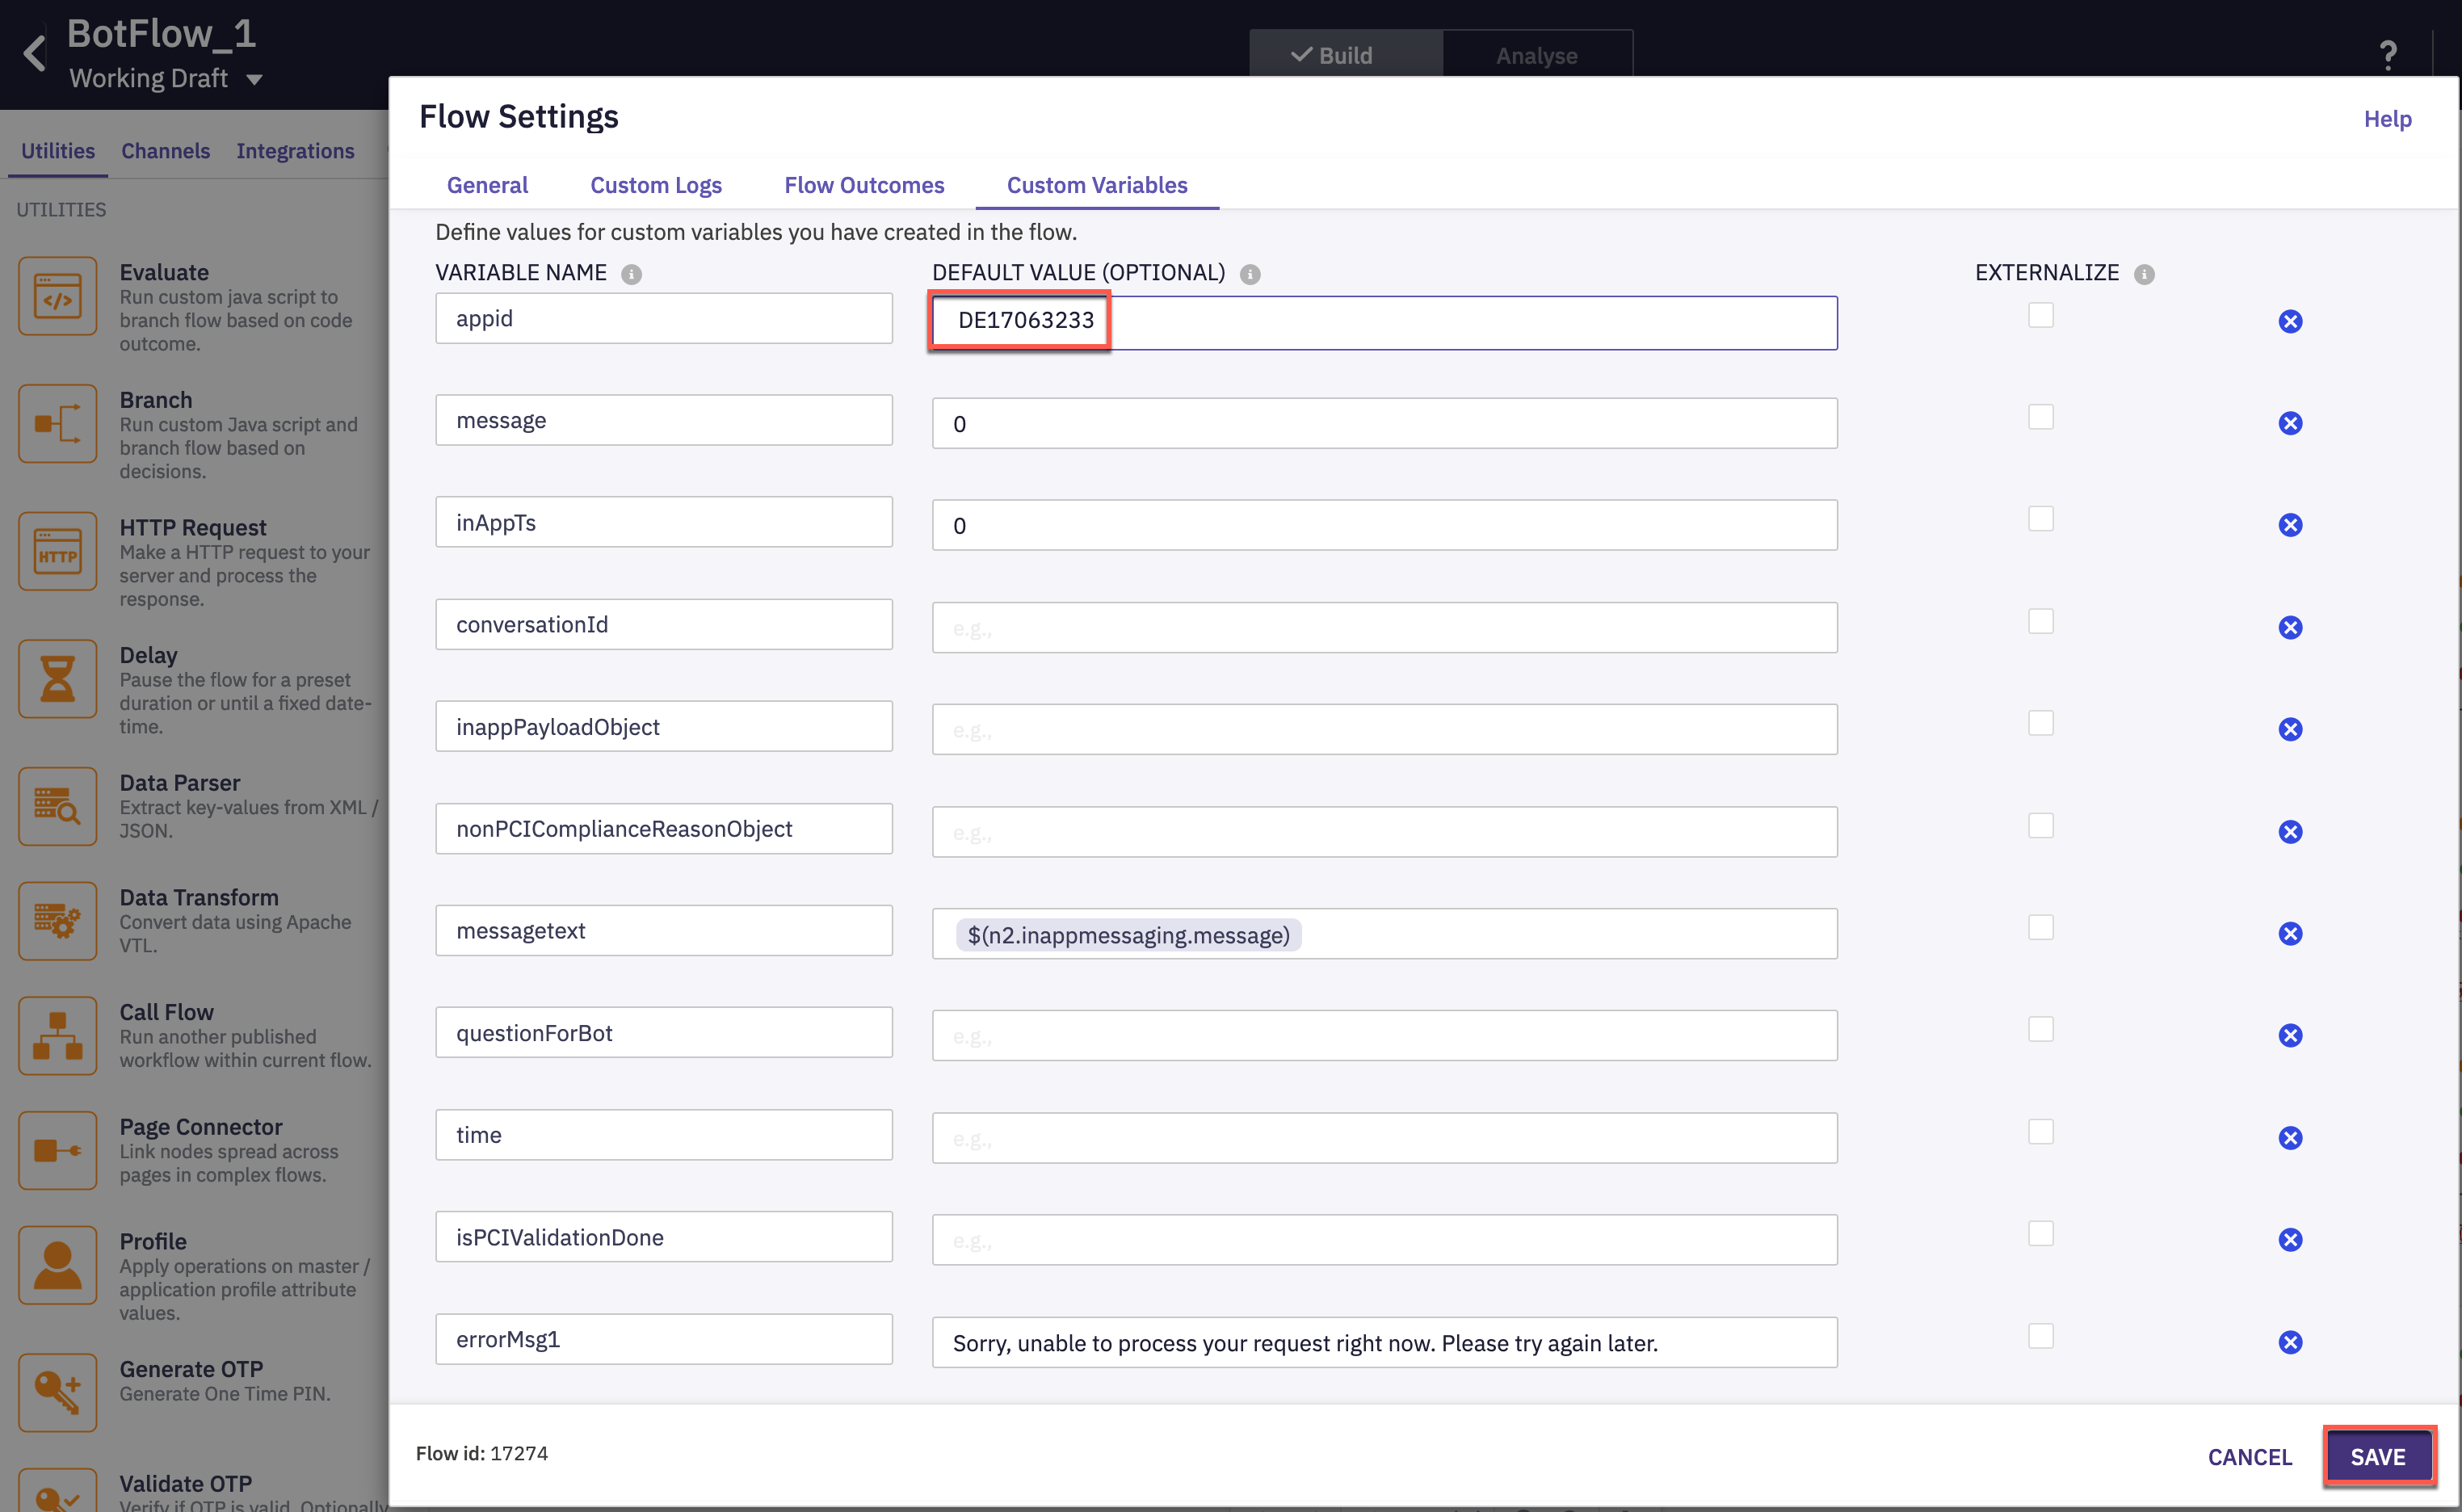 BotFlow_1
Working Draft
Build
Analyse
?
Utilities
Channels
Integrations
UTILITIES
Evaluate
Run custom java script to
branch flow based on code
outcome.
Branch
Run custom Java script and
branch flow based on
decisions.
HTTP
HTTP Request
Make a HTTP request to your
server and process the
response.
Delay
Pause the flow for a preset
duration or until a fixed date-
time.
Data Parser
Extract key-values from XML /
JSON.
Data Transform
Convert data using Apache
VTL.
Call Flow
Run another published
workflow within current flow.
Page Connector
Link nodes spread across
pages in complex flows.
Profile
Apply operations on master /
application profile attribute
values.
Generate OTP
Generate One Time PIN.
Validate OTP
Verify if OTP is valid. Optionally
Flow Settings
Help
General
Custom Logs
Flow Outcomes
Custom Variables
Define values for custom variables you have created in the flow.
VARIABLE NAME
DEFAULT VALUE (OPTIONAL)
EXTERNALIZE
appid
DE17063233
message
0
inAppTs
0
conversationId
e.g.,
inappPayloadObject
e.g.,
nonPCIComplianceReasonObject
e.g.,
messagetext
$(n2.inappmessaging.message)
questionForBot
e.g.,
time
e.g.,
isPCIValidationDone
e.g.,
errorMsg1
Sorry, unable to process your request right now. Please try again later.
Flow id: 17274
CANCEL
SAVE